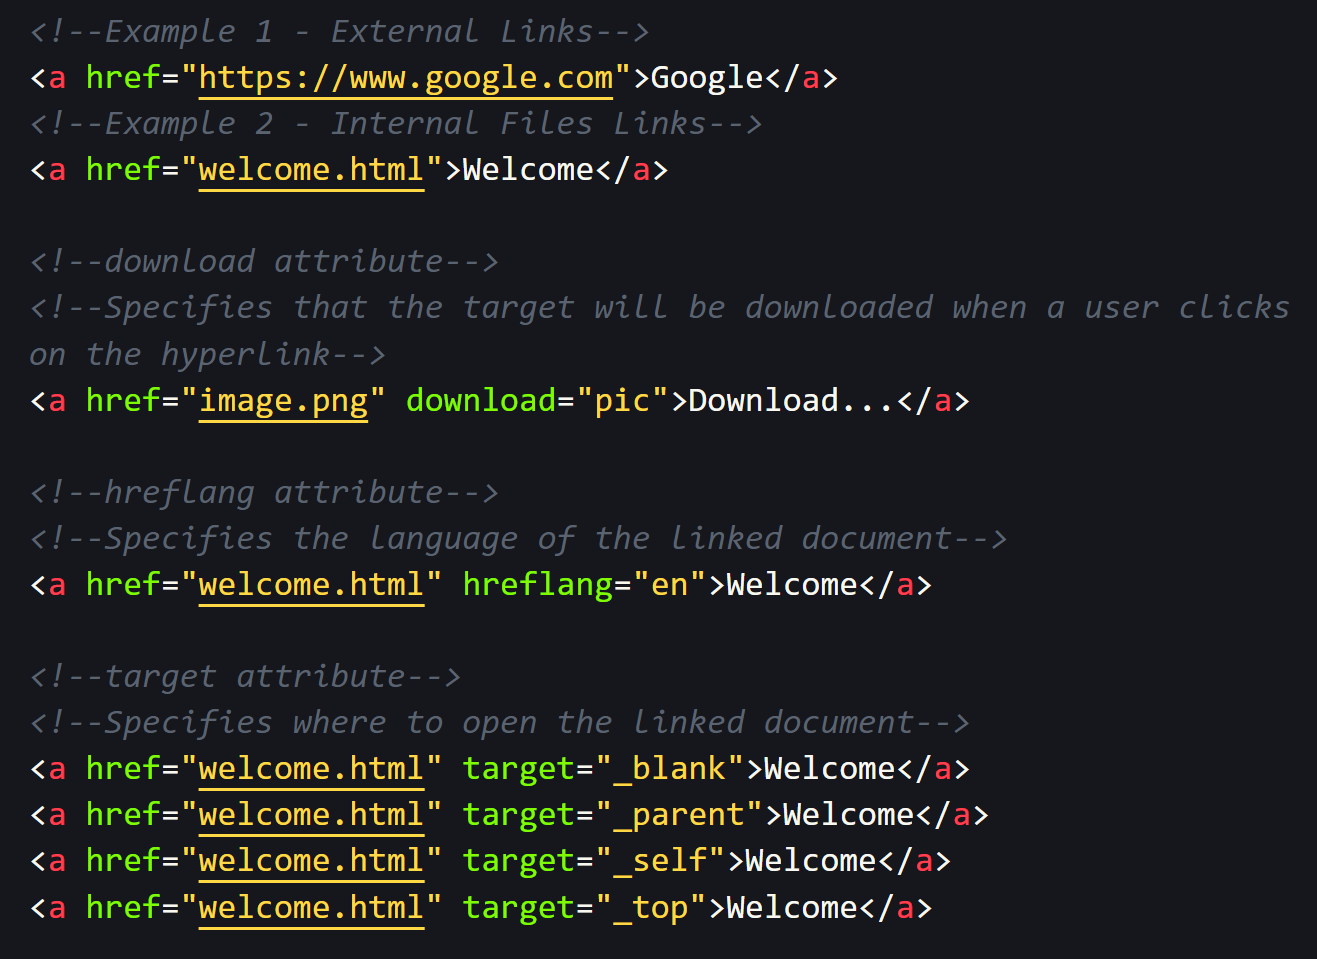 <!--Example 1 - External Links-->
<a href="https://www.google.com">Google</a>
<!--Example 2 - Internal Files Links-->
<a href="welcome.html">Welcome</a>
<!--download attribute-->
<!--Specifies that the target will be downloaded when a user clicks
on the hyperlink-->
<a href="image.png" download="pic">Download...</a>
<!--hreflang attribute-->
<!--Specifies the language of the linked document-->
<a href="welcome.html" hreflang="en">Welcome</a>
<!--target attribute-->
<!--Specifies where to open the linked document-->
<a href="welcome.html" target="_blank">Welcome</a>
<a href="welcome.html" target="_parent">Welcome</a>
<a href="welcome.html" target="_self">Welcome</a>
<a href="welcome.html" target="_top">Welcome</a>